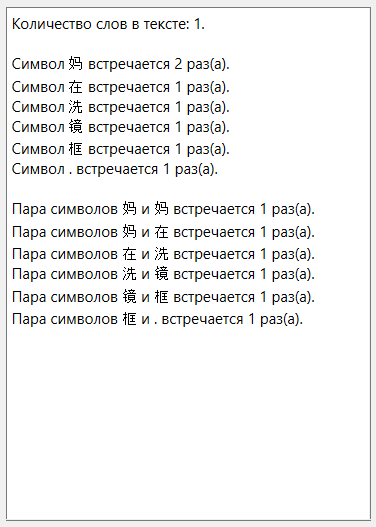 Количество слов в тексте: 1.
Символ 妈 встречается 2 раз(а).
Символ 在 встречается 1 раз(а).
Символ 洗 встречается 1 раз(а).
Символ 镜 встречается 1 раз(а).
Символ 框 встречается 1 раз(а).
Символ . встречается 1 раз(а).
Пара символов 妈 и 妈 встречается 1 раз(а).
Пара символов 妈 и 在 встречается 1 раз(а).
Пара символов 在 и 洗 встречается 1 раз(а).
Пара символов 洗 и 镜 встречается 1 раз(а).
Пара символов 镜 и 框 встречается 1 раз(а).
Пара символов 框 и . встречается 1 раз(а).